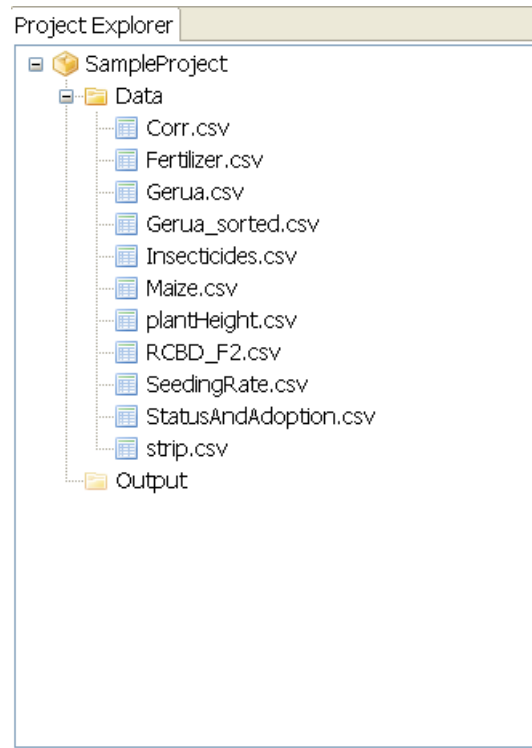 Project Explorer
SampleProject
Data
Corr.csv
Fertilizer.csv
Gerua.csv
Gerua_sorted.csv
Insecticides.csv
Maize.csv
plantHeight.csv
RCBD_F2.csv
SeedingRate.csv
StatusAndAdoption.csv
strip.csv
Output